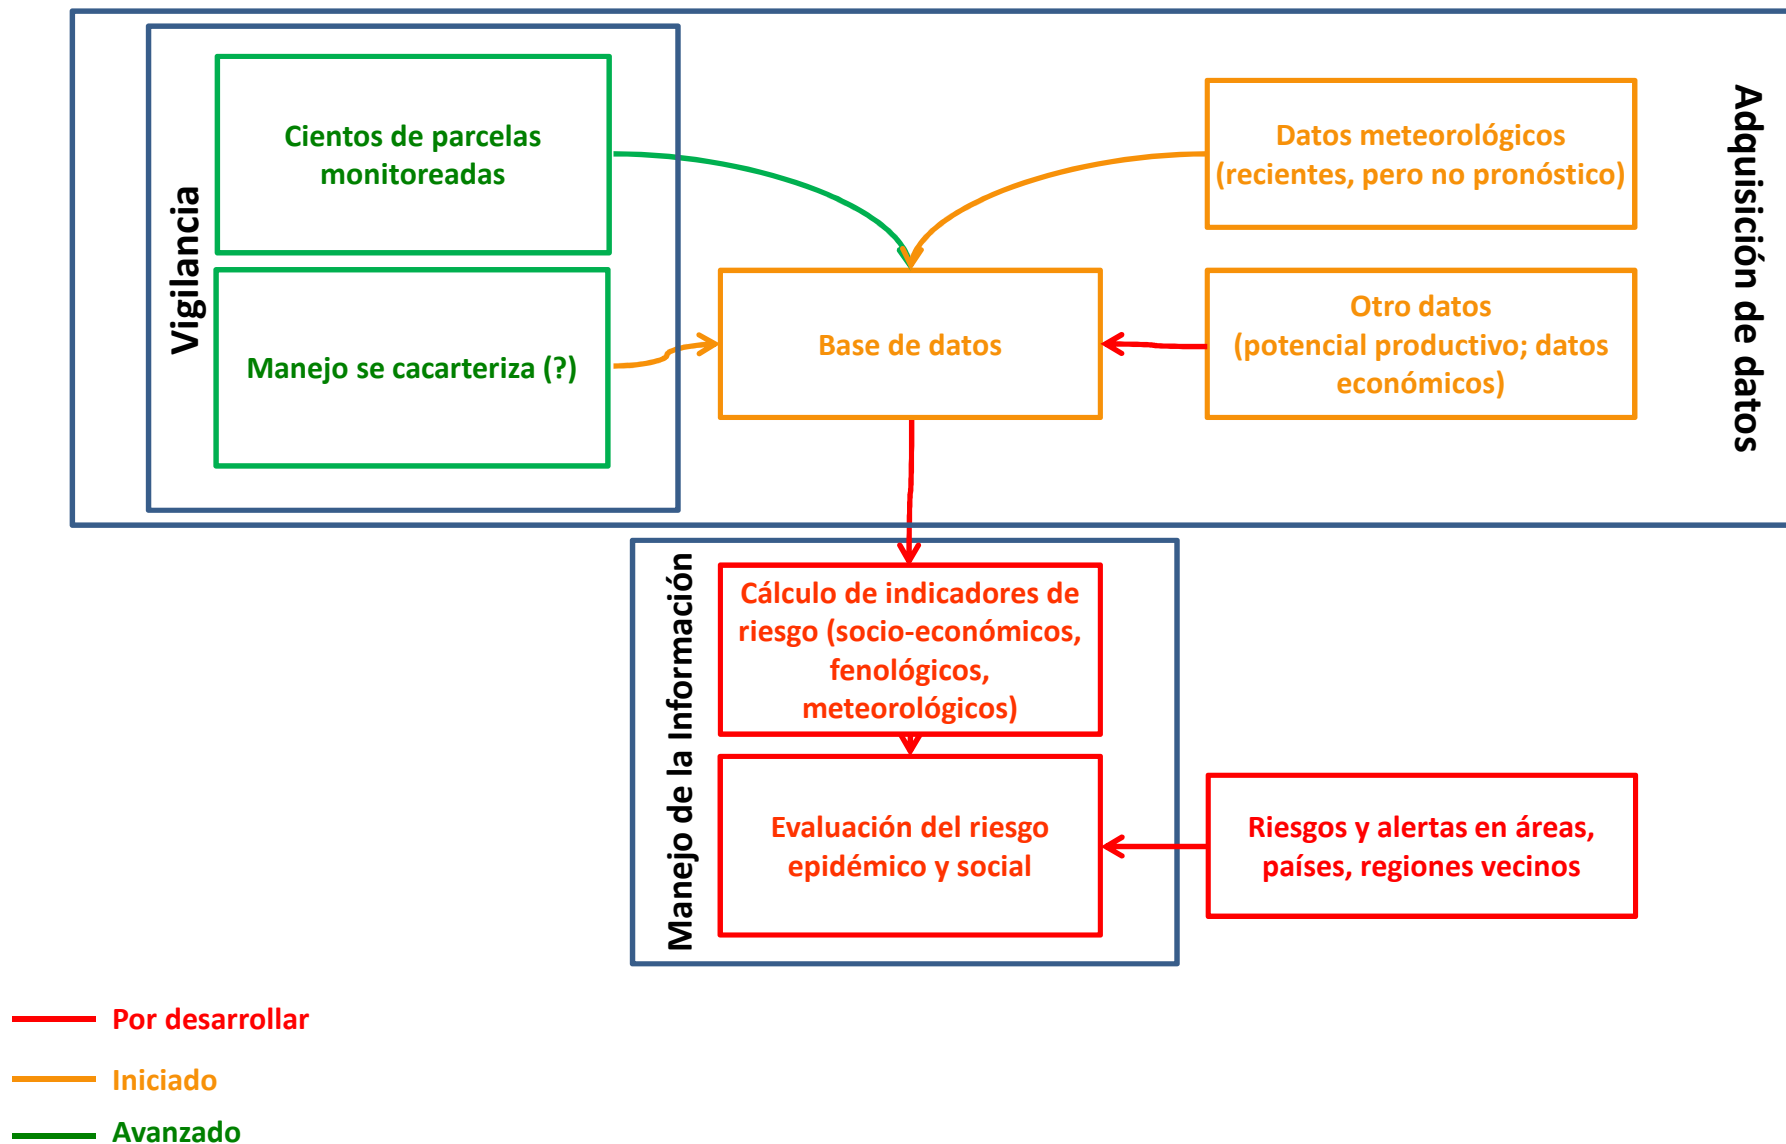 Vigilancia
Cientos de parcelas
monitoreadas
Manejo se cacarteriza (?)
Base de datos
Datos meteorológicos
(recientes, pero no pronóstico)
Otro datos
(potencial productivo; datos
económicos)
Adquisición de datos
Manejo de la Información
Cálculo de indicadores de
riesgo (socio-económicos,
fenológicos,
meteorológicos)
Evaluación del riesgo
epidémico y social
Riesgos y alertas en áreas,
países, regiones vecinos
Por desarrollar
Iniciado
Avanzado